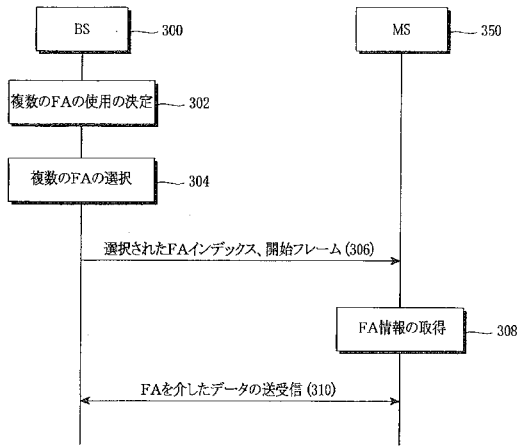 BS
300
MS
350
複数のFAの使用の決定
302
複数のFAの選択
304
選択されたFAインデックス、開始フレーム(306)
FA情報の取得
308
FAを介したデータの送受信(310)